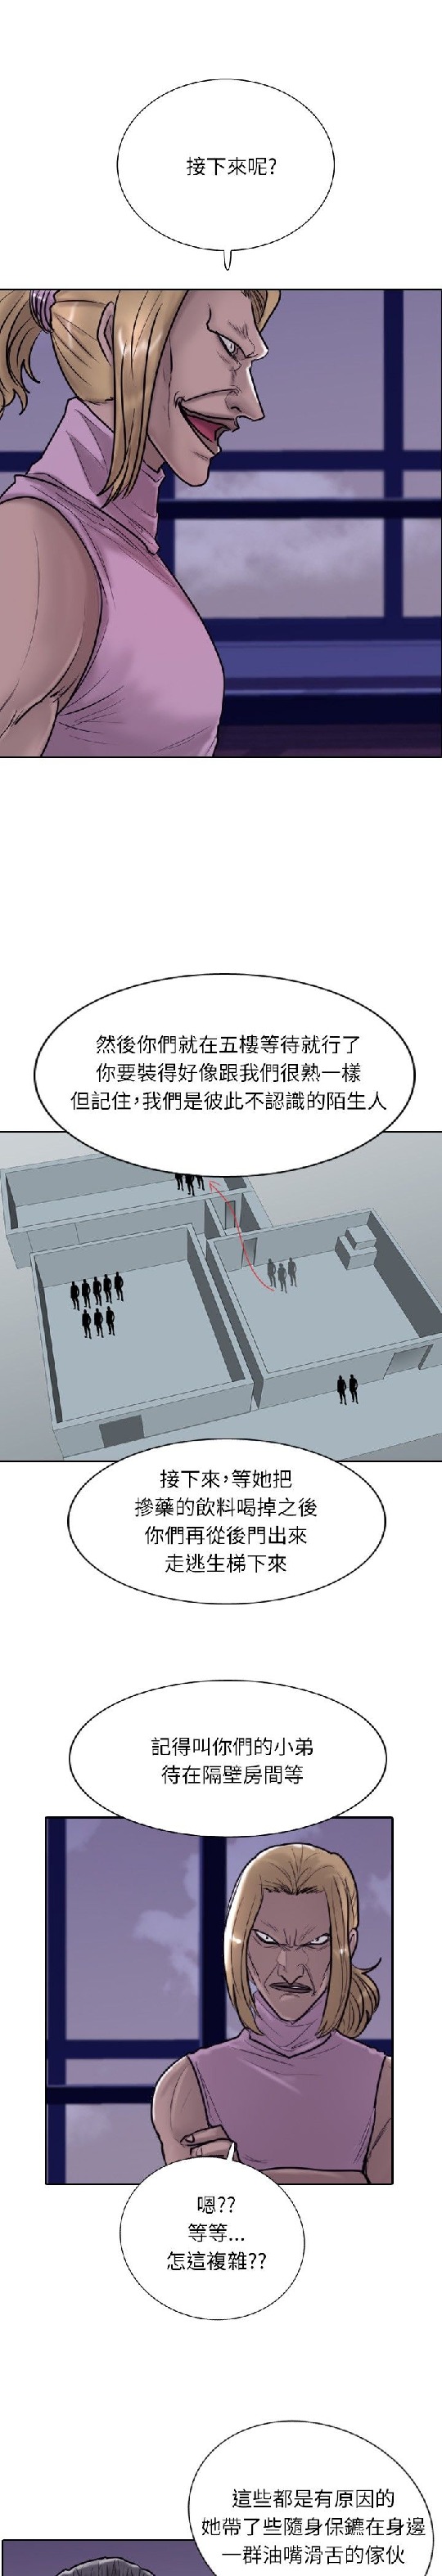 接下來呢?
然後你們就在五樓等待就行了
你要裝得好像跟我們很熟一樣
但記住，我們是彼此不認識的陌生人
接下來，等她把
摻藥的飲料喝掉之後
你們再從後門出來
走逃生梯下來
記得叫你們的小弟
待在隔壁房間等
嗯??
等等...
怎這複雜??
這些都是有原因的
她帶了些隨身保鑣在身邊
一群油嘴滑舌的傢伙